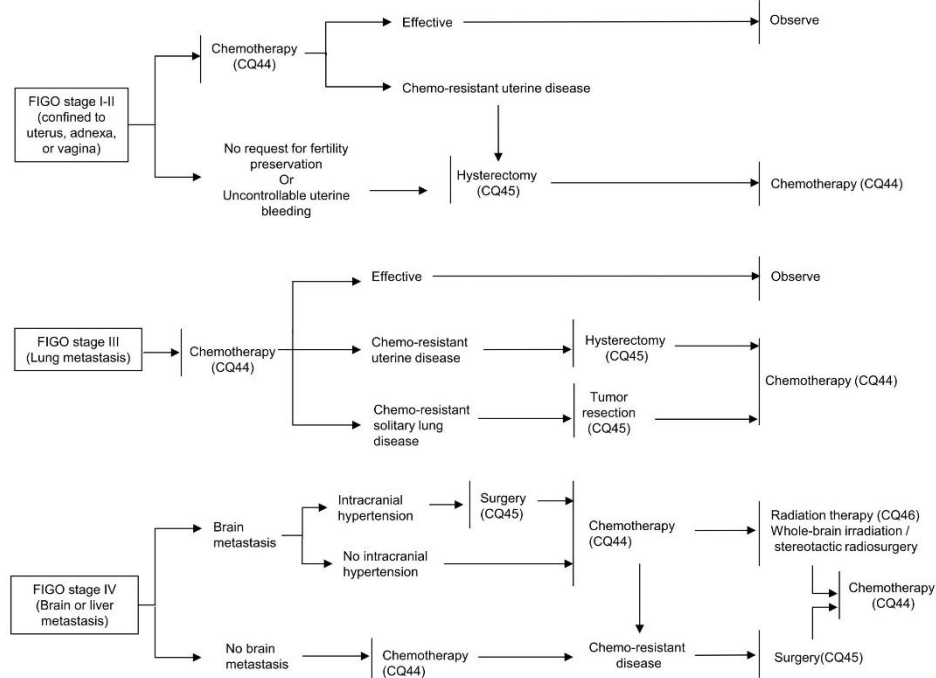 Effective
Observe
Chemotherapy
(CQ44)
FIGO stage I-II
(confined to
uterus, adnexa,
or vagina)
Chemo-resistant uterine disease
No request for fertility
preservation
Or
Uncontrollable uterine
bleeding
Hysterectomy
(CQ45)
Chemotherapy (CQ44)
Effective
Observe
FIGO stage III
(Lung metastasis)
Chemotherapy
(CQ44)
Chemo-resistant
uterine disease
Hysterectomy
(CQ45)
Chemotherapy (CQ44)
Chemo-resistant
solitary lung
disease
Tumor
resection
(CQ45)
FIGO stage IV
(Brain or liver
metastasis)
Brain
metastasis
Intracranial
hypertension
Surgery
(CQ45)
No intracranial
hypertension
Chemotherapy
(CQ44)
Radiation therapy (CQ46)
Whole-brain irradiation /
stereotactic radiosurgery
Chemotherapy
(CQ44)
No brain
metastasis
Chemotherapy
(CQ44)
Chemo-resistant
disease
Surgery(CQ45)